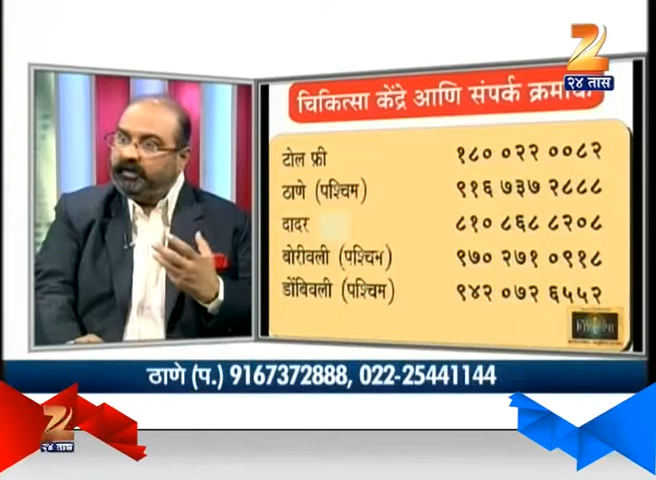 २४ तास
चिकित्सा केंद्रे आणि संपर्क क्रमांक
टोल फ्री १८० ०२२ ००८२
ठाणे (पश्चिम) ९१६ ७३७ २८८८
दादर ८१० ८६८ ८२०८
बोरीवली (पश्चिम) ९७० २७१ ०९१८
डोंबिवली (पश्चिम) ९४२ ०७२ ६५५२
ठाणे (प.) 9167372888, 022-25441144
२४ तास